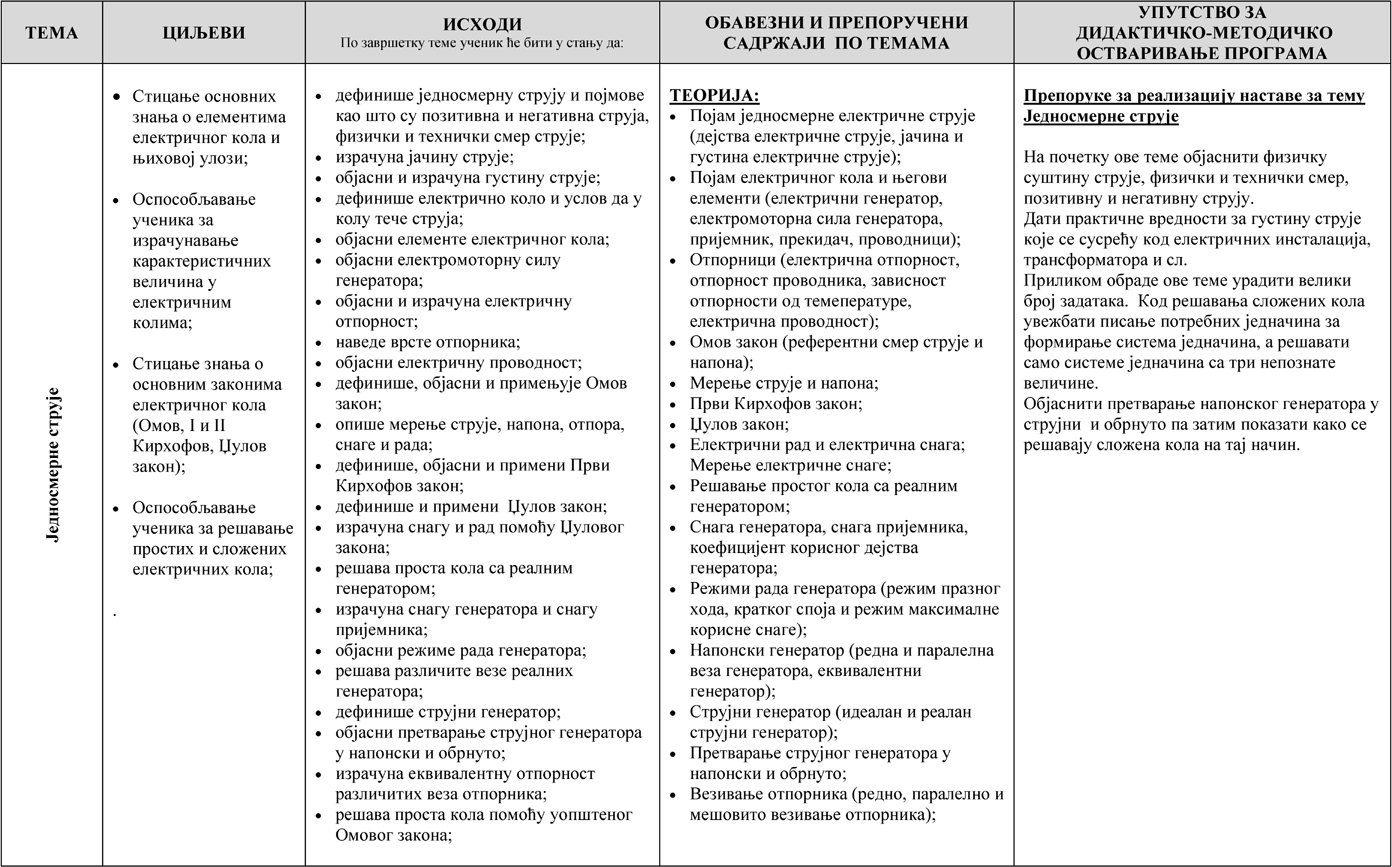 ТЕМА
ЦИЉЕВИ
ИСХОДИ
По завршетку теме ученик ће бити у стању да:
ОБАВЕЗНИ И ПРЕПОРУЧЕНИ
САДРЖАЈИ ПО ТЕМАМА
УПУТСТВО ЗА
ДИДАКТИЧКО-МЕТОДИЧКО
ОСТВАРИВАЊЕ ПРОГРАМА
Једносмерне струје
• Стицање основних
знања о елементима
електричног кола и
њиховој улози;
• Оспособљавање
ученика за
израчунавање
карактеристичних
величина у
електричним
колима;
• Стицање знања о
основним законима
електричног кола
(Омов, I и II
Кирхофов, Џулов
закон);
• Оспособљавање
ученика за решавање
простих и сложених
електричних кола;
.
• дефинише једносмерну струју и појмове
као што су позитивна и негативна струја,
физички и технички смер струје;
• израчуна јачину струје;
• објасни и израчуна густину струје;
• дефинише електрично коло и услов да у
колу тече струја;
• објасни елементе електричног кола;
• објасни електромоторну силу
генератора;
• објасни и израчуна електричну
отпорност;
• наведе врсте отпорника;
• објасни електричну проводност;
• дефинише, објасни и примењује Омов
закон;
• опише мерење струје, напона, отпора,
снаге и рада;
• дефинише, објасни и примени Први
Кирхофов закон;
• дефинише и примени Џулов закон;
• израчуна снагу и рад помоћу Џуловог
закона;
• решава проста кола са реалним
генератором;
• израчуна снагу генератора и снагу
пријемника;
• објасни режиме рада генератора;
• решава различите везе реалних
генератора;
• дефинише струјни генератор;
• објасни претварање струјног генератора
у напонски и обрнуто;
• израчуна еквивалентну отпорност
различитих веза отпорника;
• решава проста кола помоћу уопштеног
Омовог закона;
ТЕОРИЈА:
• Појам једносмерне електричне струје
(дејства електричне струје, јачина и
густина електричне струје);
• Појам електричног кола и његови
елементи (електрични генератор,
електромоторна сила генератора,
пријемник, прекидач, проводници);
• Отпорници (електрична отпорност,
отпорност проводника, зависност
отпорности од темепературе,
електрична проводност);
• Омов закон (референтни смер струје и
напона);
• Мерење струје и напона;
• Први Кирхофов закон;
• Џулов закон;
• Електрични рад и електрична снага;
Мерење електричне снаге;
• Решавање простог кола са реалним
генератором;
• Снага генератора, снага пријемника,
коефицијент корисног дејства
генератора;
• Режими рада генератора (режим празног
хода, кратког споја и режим максималне
корисне снаге);
• Напонски генератор (редна и паралелна
веза генератора, еквивалентни
генератор);
• Струјни генератор (идеалан и реалан
струјни генератор);
• Претварање струјног генератора у
напонски и обрнуто;
• Везивање отпорника (редно, паралелно и
мешовито везивање отпорника);
Препоруке за реализацију наставе за тему
Једносмерне струје
На почетку ове теме објаснити физичку
суштину струје, физички и технички смер,
позитивну и негативну струју.
Дати практичне вредности за густину струје
које се сусрећу код електричних инсталација,
трансформатора и сл.
Приликом обраде ове теме урадити велики
број задатака. Код решавања сложених кола
увежбати писање потребних једначина за
формирање система једначина, а решавати
само системе једначина са три непознате
величине.
Објаснити претварање напонског генератора у
струјни и обрнуто па затим показати како се
решавају сложена кола на тај начин.